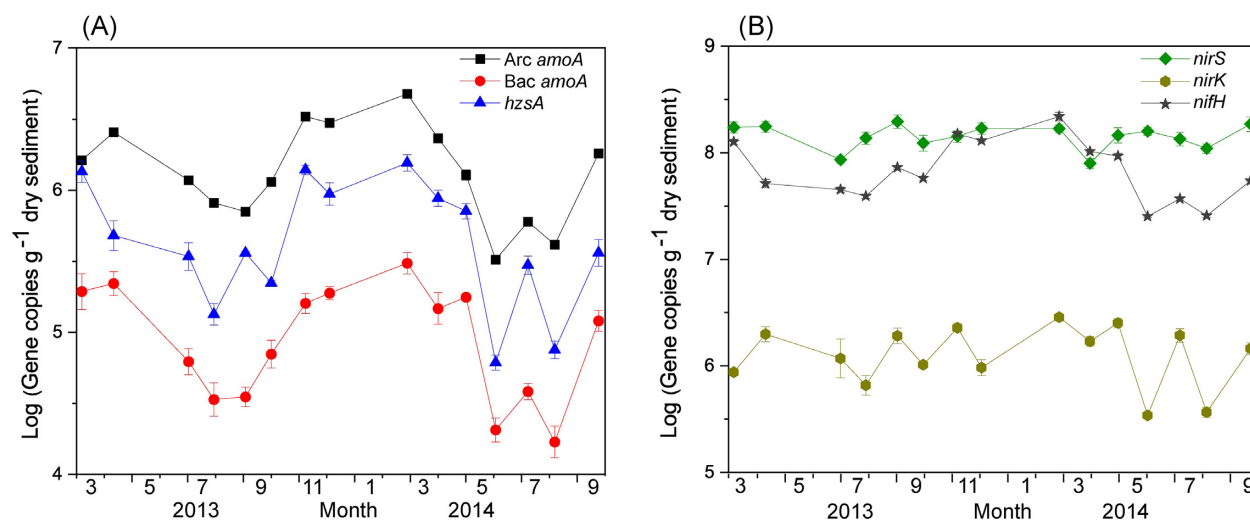 (A)
7
6
5
4
Log (Gene copies g⁻¹ dry sediment)
Arc amoA
Bac amoA
hzsA
3 5 7 9 11 1 3 5 7 9
2013 Month 2014
(B)
9
8
7
6
5
Log (Gene copies g⁻¹ dry sediment)
nirS
nirK
nifH
3 5 7 9 11 1 3 5 7 9
2013 Month 2014